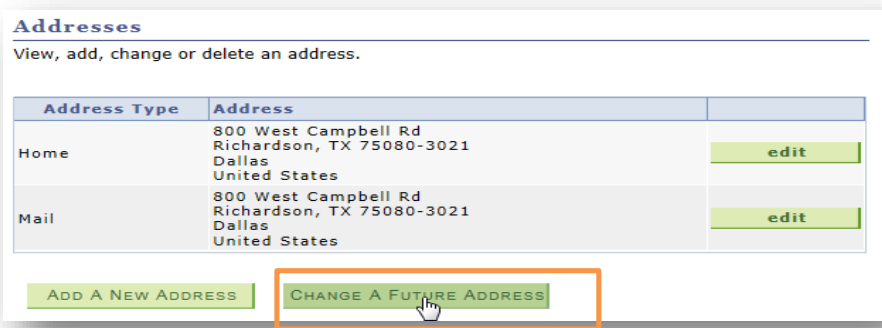 Addresses
View, add, change or delete an address.
Address Type Address
Home
800 West Campbell Rd
Richardson, TX 75080-3021
Dallas
United States
edit
Mail
800 West Campbell Rd
Richardson, TX 75080-3021
Dallas
United States
edit
ADD A NEW ADDRESS CHANGE A FUTURE ADDRESS